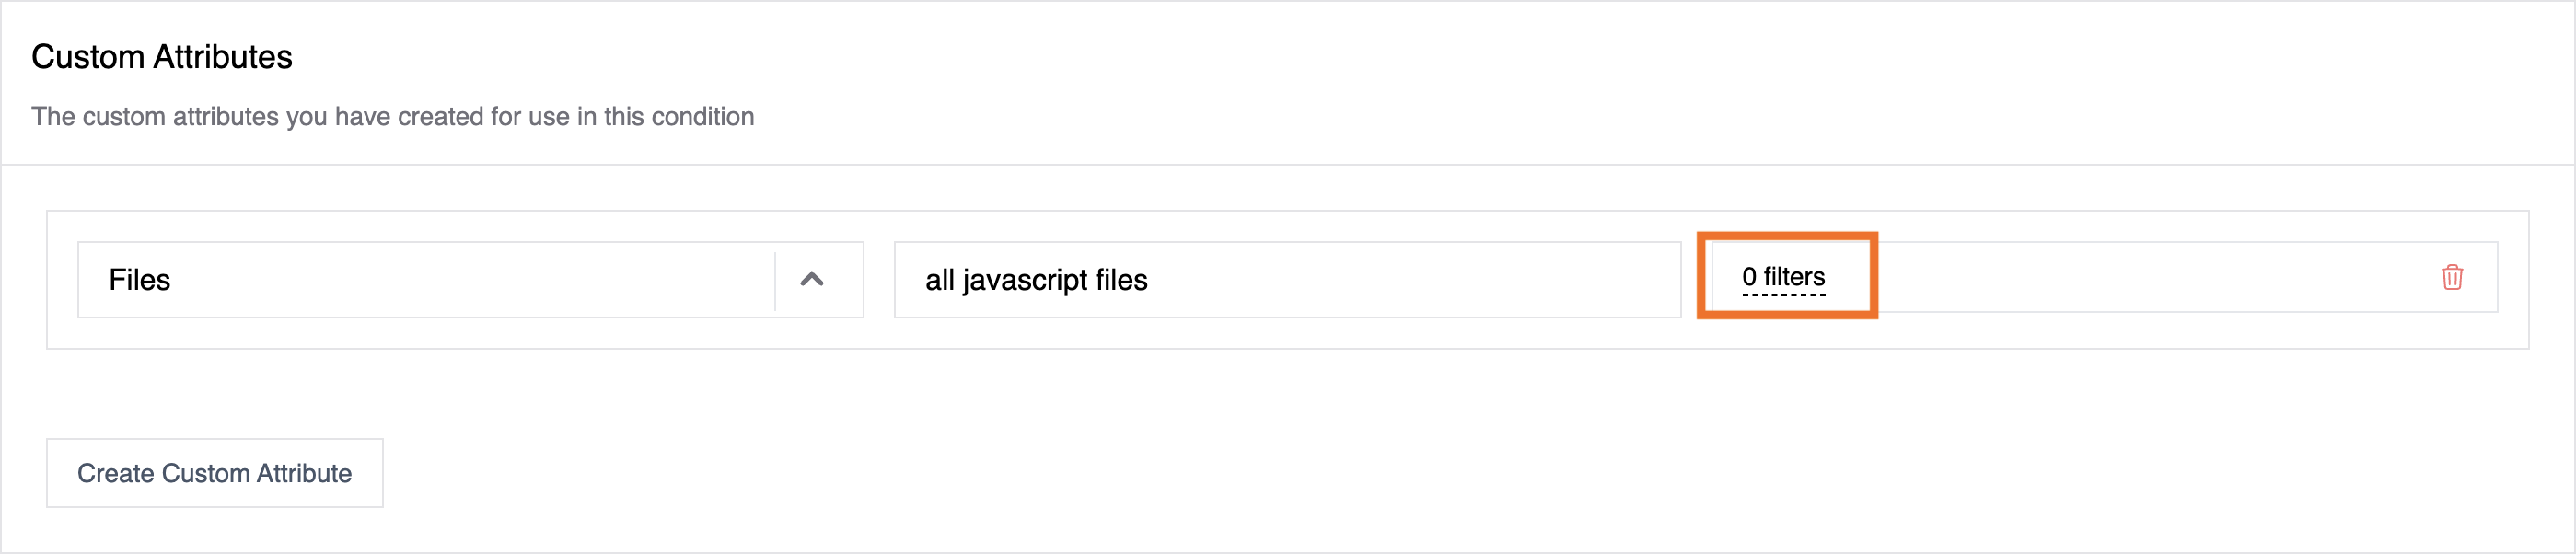 Custom Attributes
The custom attributes you have created for use in this condition
Files
all javascript files
0 filters
Create Custom Attribute